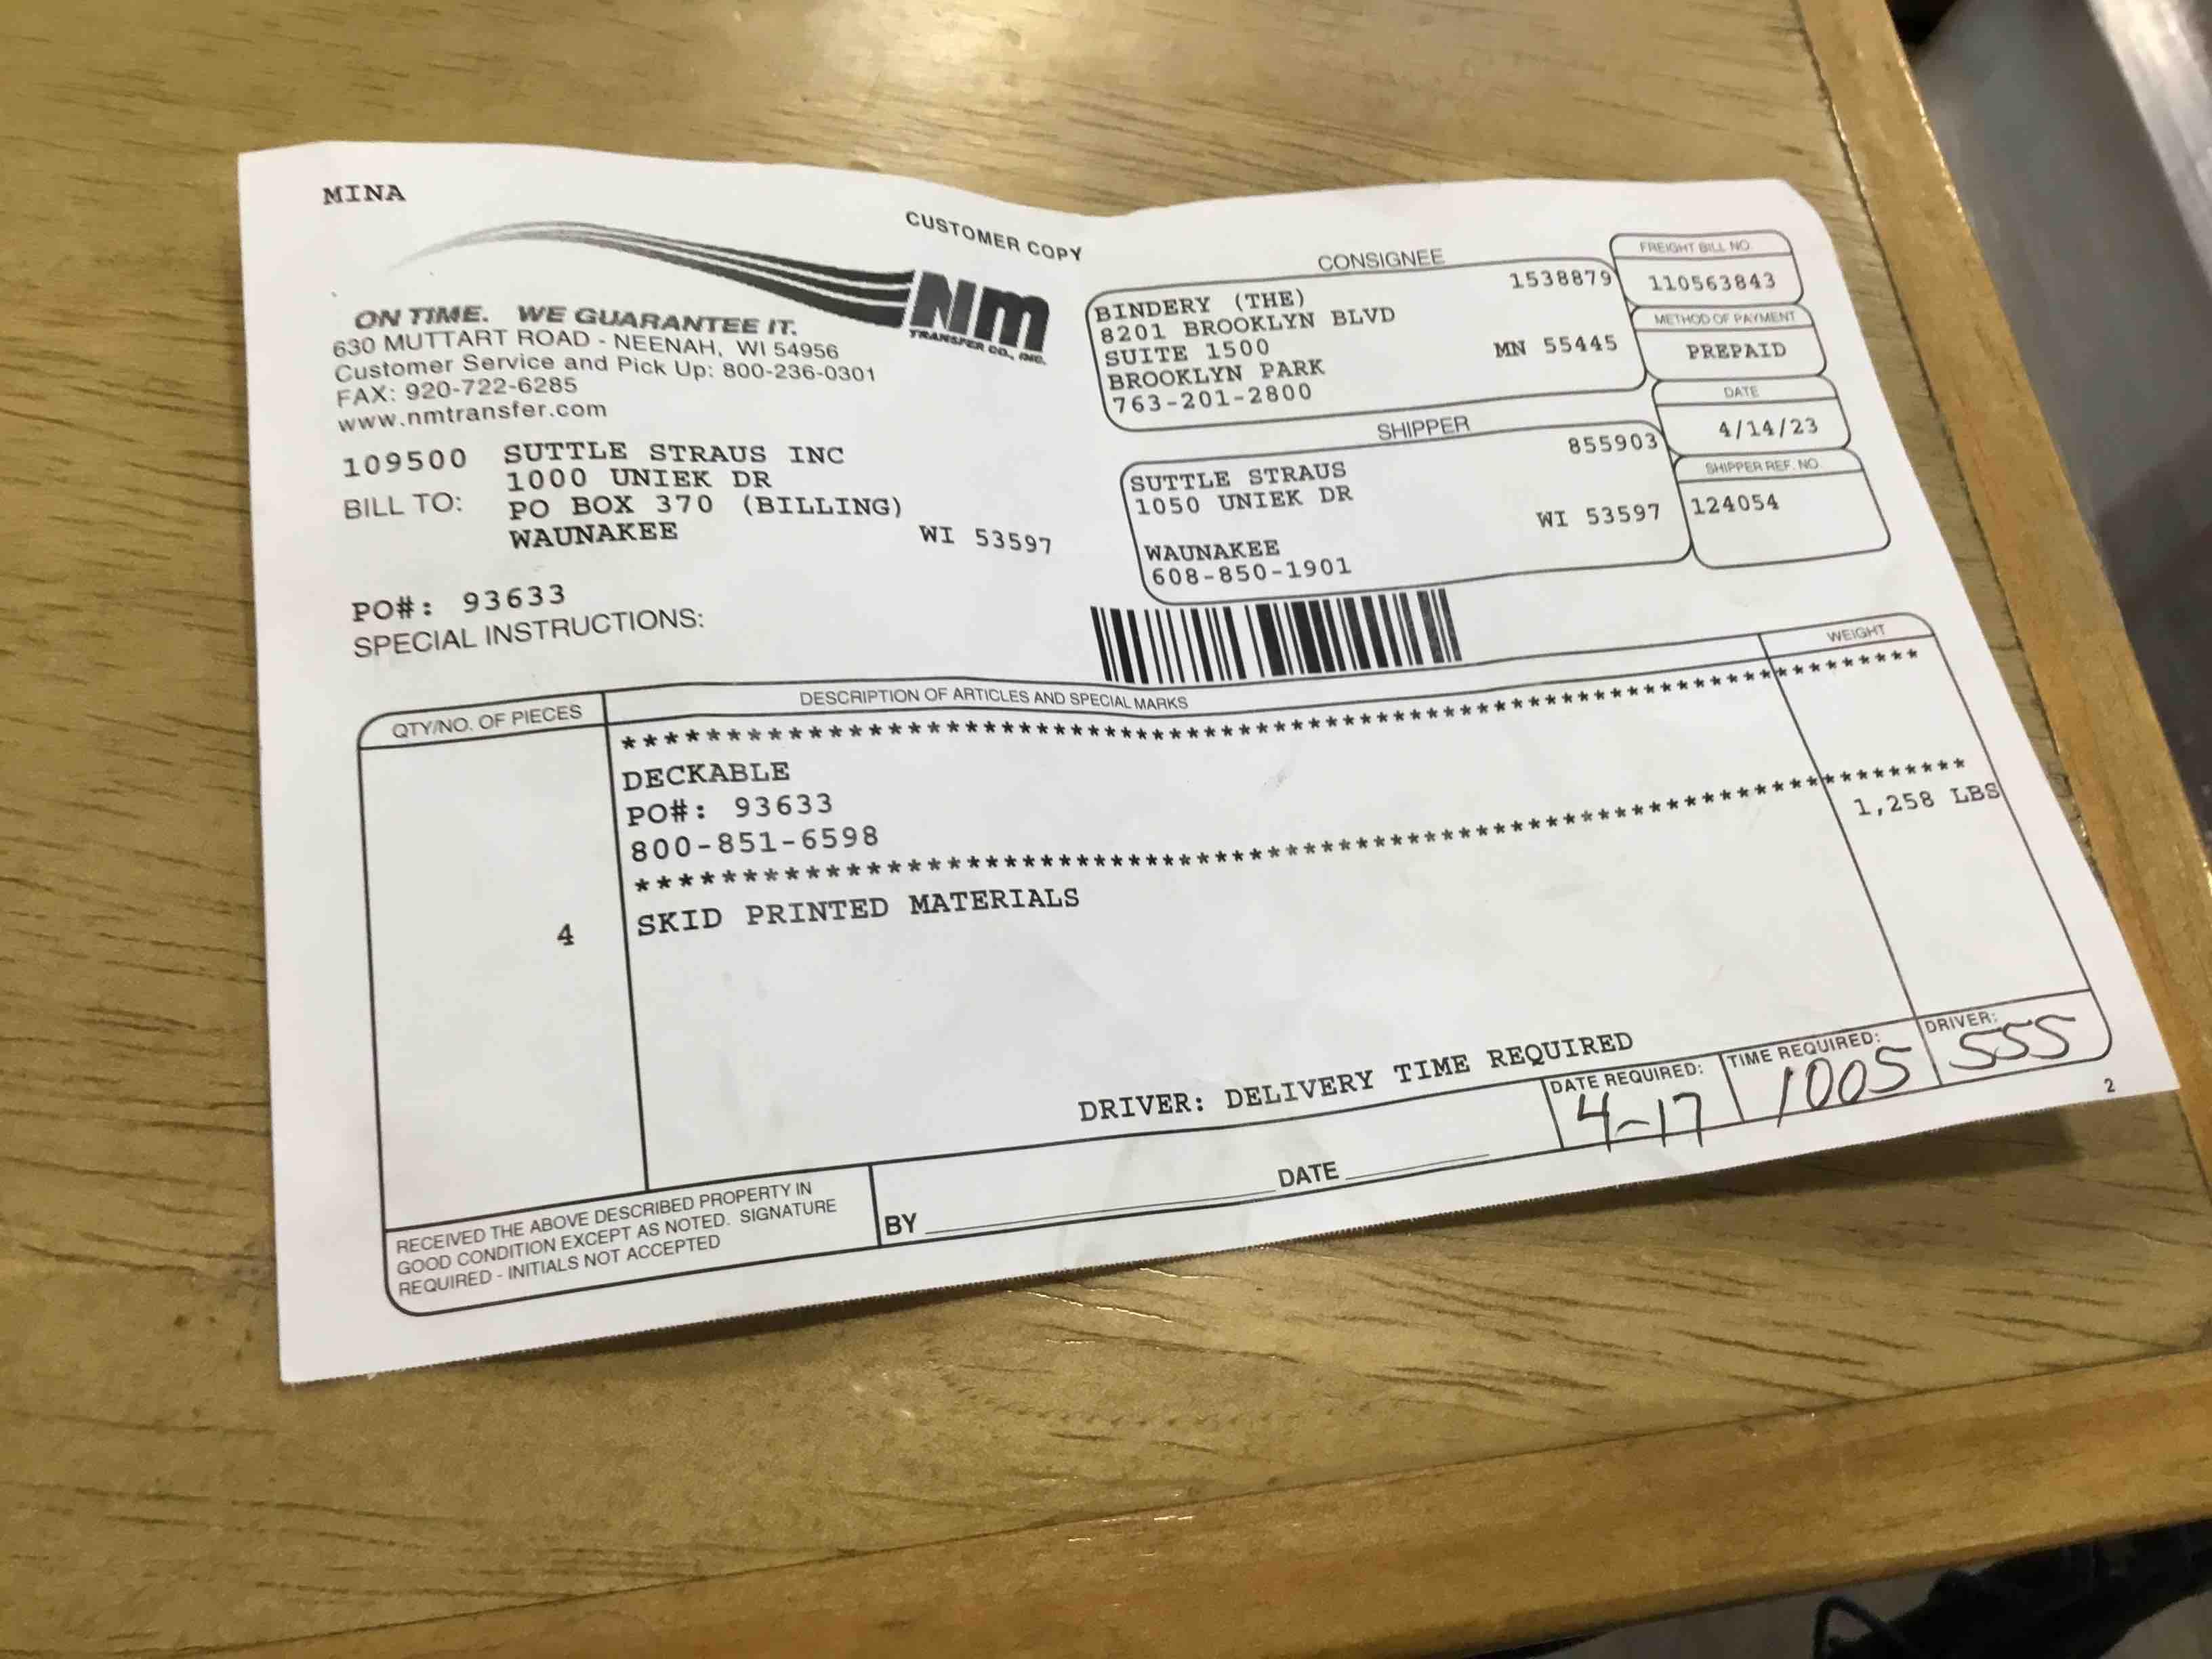 MINA
CUSTOMER COPY
NM
TRANSFER CO., INC.
ON TIME. WE GUARANTEE IT.
630 MUTTART ROAD - NEENAH, WI 54956
Customer Service and Pick Up: 800-236-0301
FAX: 920-722-6285
www.nmtransfer.com
109500 SUTTLE STRAUS INC
1000 UNIEK DR
BILL TO: PO BOX 370 (BILLING)
WAUNAKEE WI 53597
PO#: 93633
SPECIAL INSTRUCTIONS:
CONSIGNEE
BINDERY (THE) 1538879
8201 BROOKLYN BLVD
SUITE 1500
BROOKLYN PARK MN 55445
763-201-2800
SHIPPER
SUTTLE STRAUS 855903
1050 UNIEK DR
WAUNAKEE WI 53597
608-850-1901
FREIGHT BILL NO.
110563843
METHOD OF PAYMENT
PREPAID
DATE
4/14/23
SHIPPER REF. NO.
124054
QTY/NO. OF PIECES DESCRIPTION OF ARTICLES AND SPECIAL MARKS WEIGHT
DECKABLE
PO#: 93633
800-851-6598
4 SKID PRINTED MATERIALS 1,258 LBS
DRIVER: DELIVERY TIME REQUIRED
DATE REQUIRED: TIME REQUIRED: DRIVER:
4-17 1005 555
2
RECEIVED THE ABOVE DESCRIBED PROPERTY IN
GOOD CONDITION EXCEPT AS NOTED. SIGNATURE
REQUIRED - INITIALS NOT ACCEPTED
BY DATE